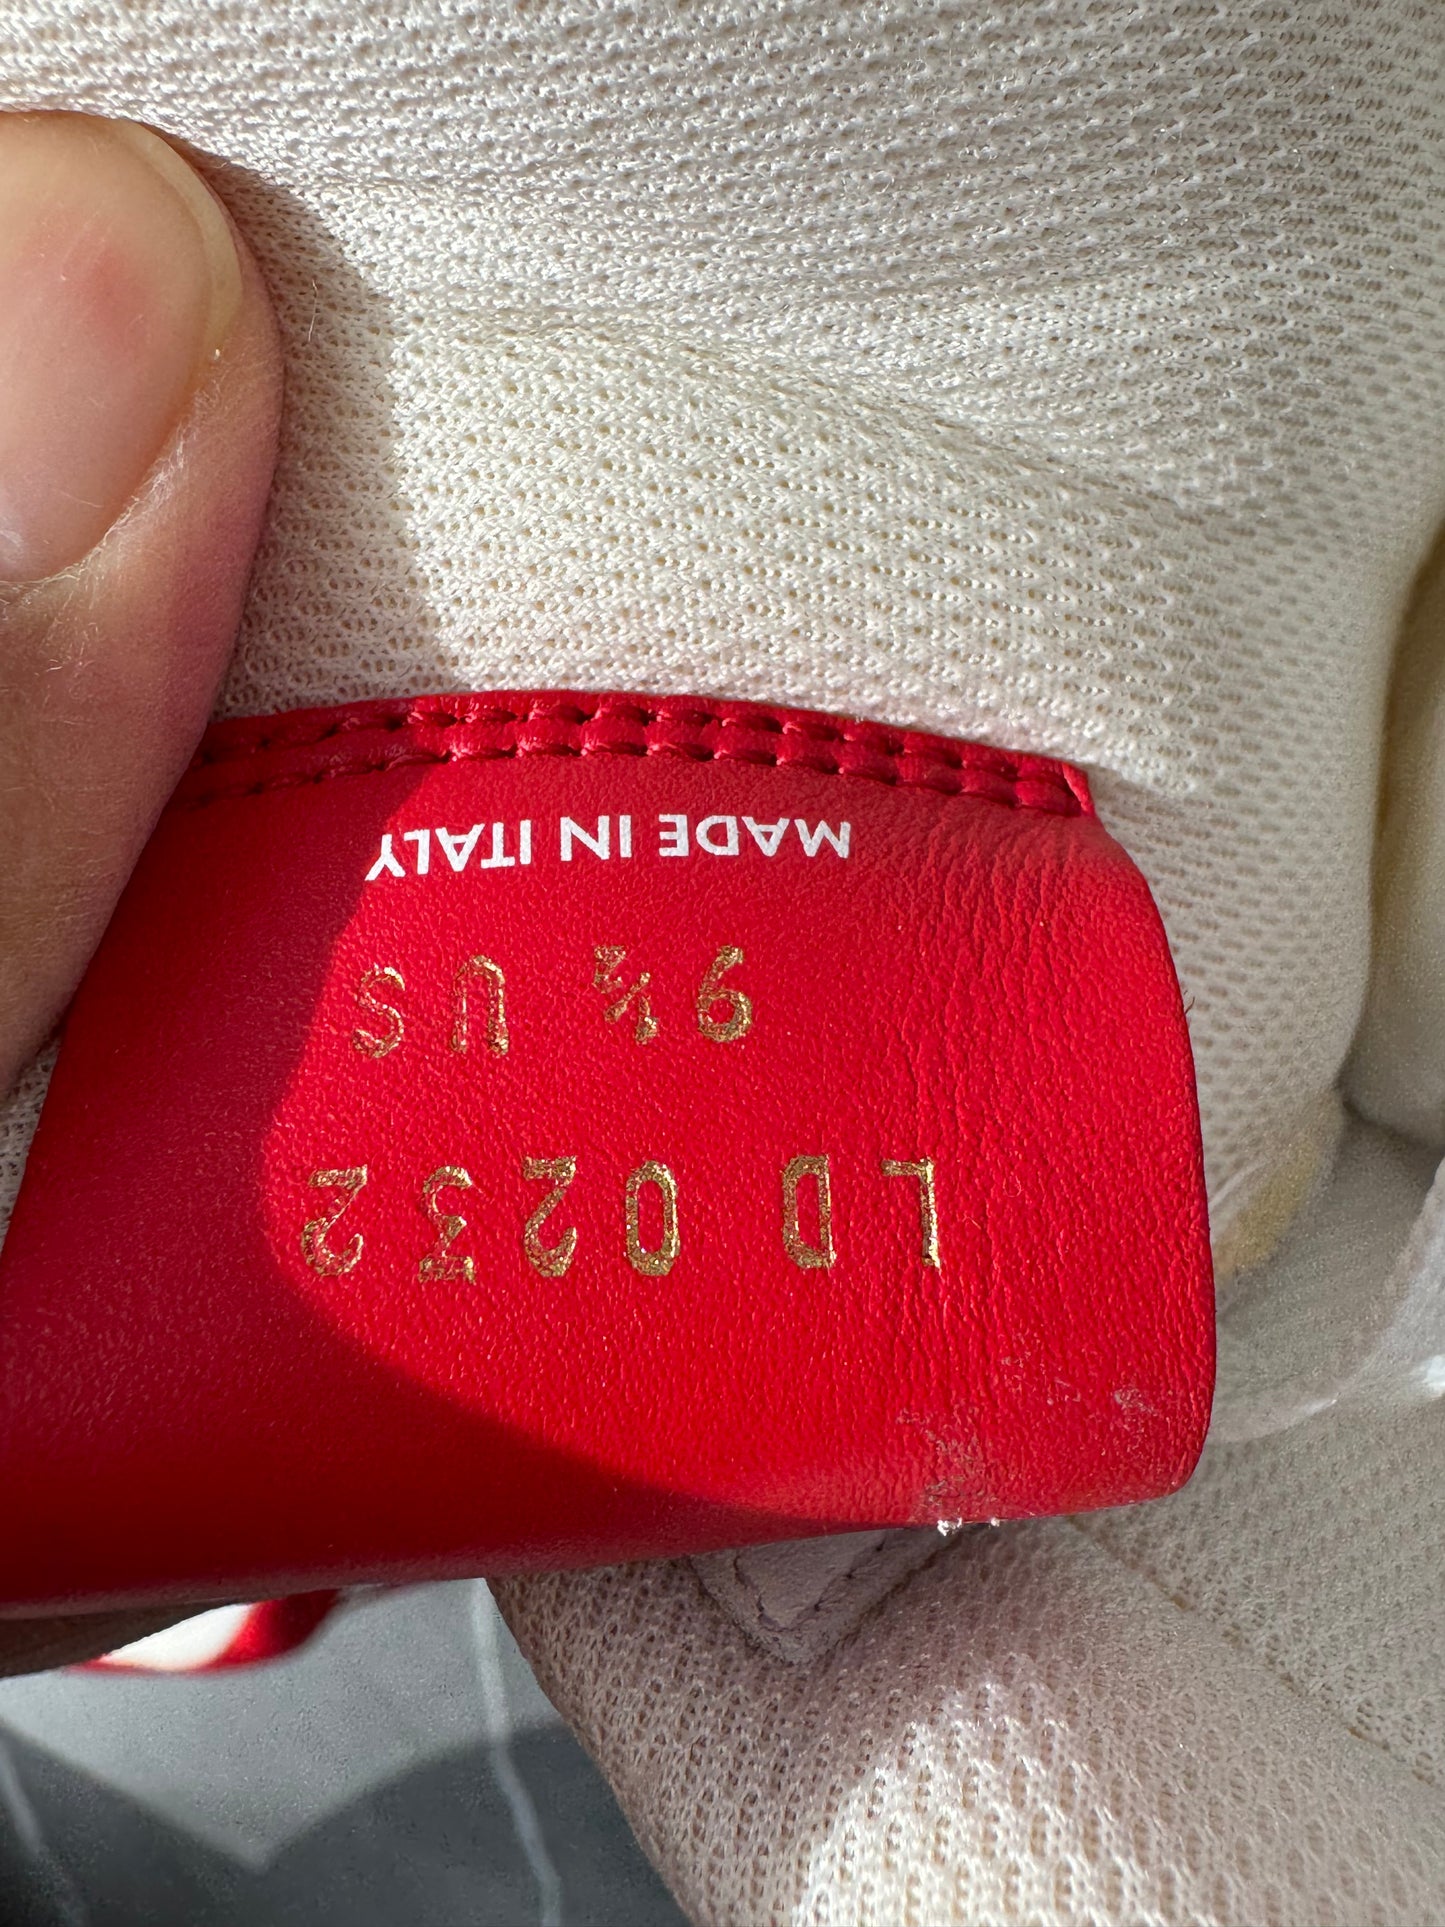 LD 0232
9½ US
MADE IN ITALY